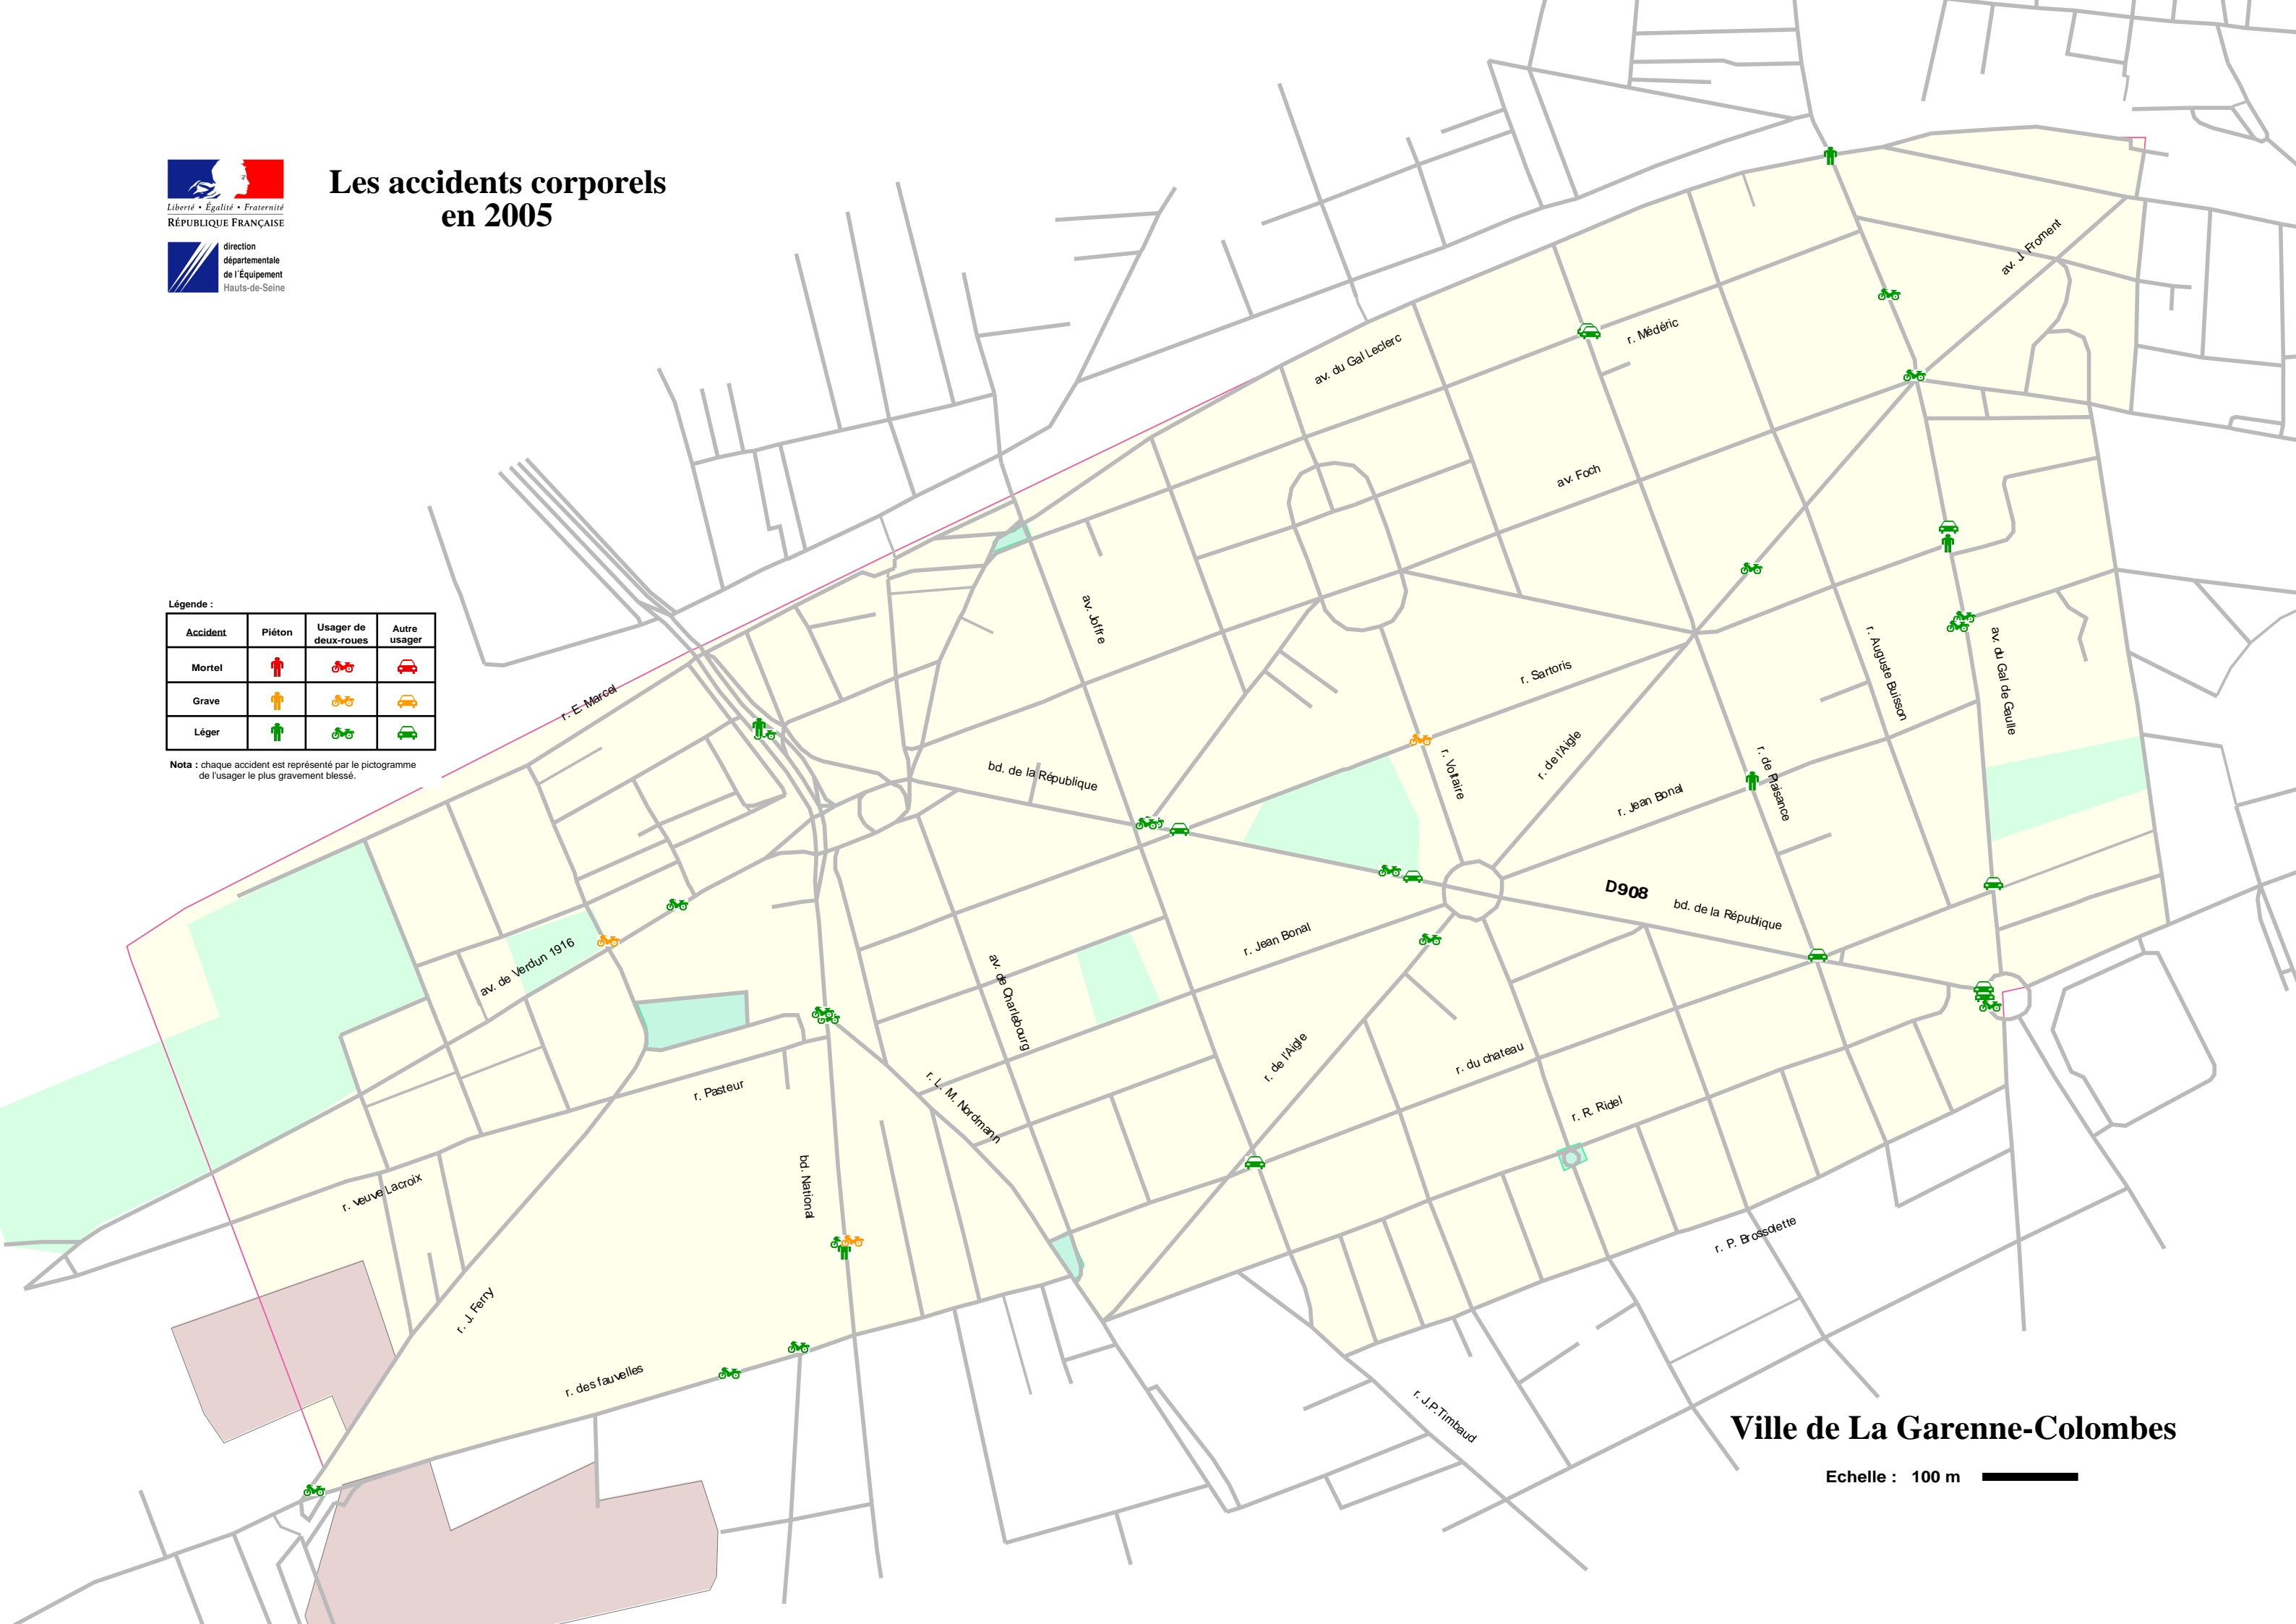 Liberté • Égalité • Fraternité
RÉPUBLIQUE FRANÇAISE
direction
départementale
de l'Équipement
Hauts-de-Seine
Les accidents corporels
en 2005
Légende :
Accident Piéton Usager de deux-roues Autre usager
Mortel
Grave
Léger
Nota : chaque accident est représenté par le pictogramme
de l'usager le plus gravement blessé.
av. J. Froment
r. Médéric
av. du Gal Leclerc
av. Foch
av. Joffre
r. Auguste Buisson
av. du Gal de Gaulle
r. Sartoris
r. E. Marcel
bd. de la République
r. Voltaire
r. de l'Aigle
r. de Plaisance
r. Jean Bonal
D908
bd. de la République
r. Jean Bonal
av. de Verdun 1916
av. de Charlebourg
r. de l'Aigle
r. du chateau
r. Pasteur
r. L. M. Nordmann
r. R. Ridel
r. veuve Lacroix
bd. National
r. P. Brossolette
r. J. Ferry
r. des fauvelles
r. J.P.Timbaud
Ville de La Garenne-Colombes
Echelle : 100 m